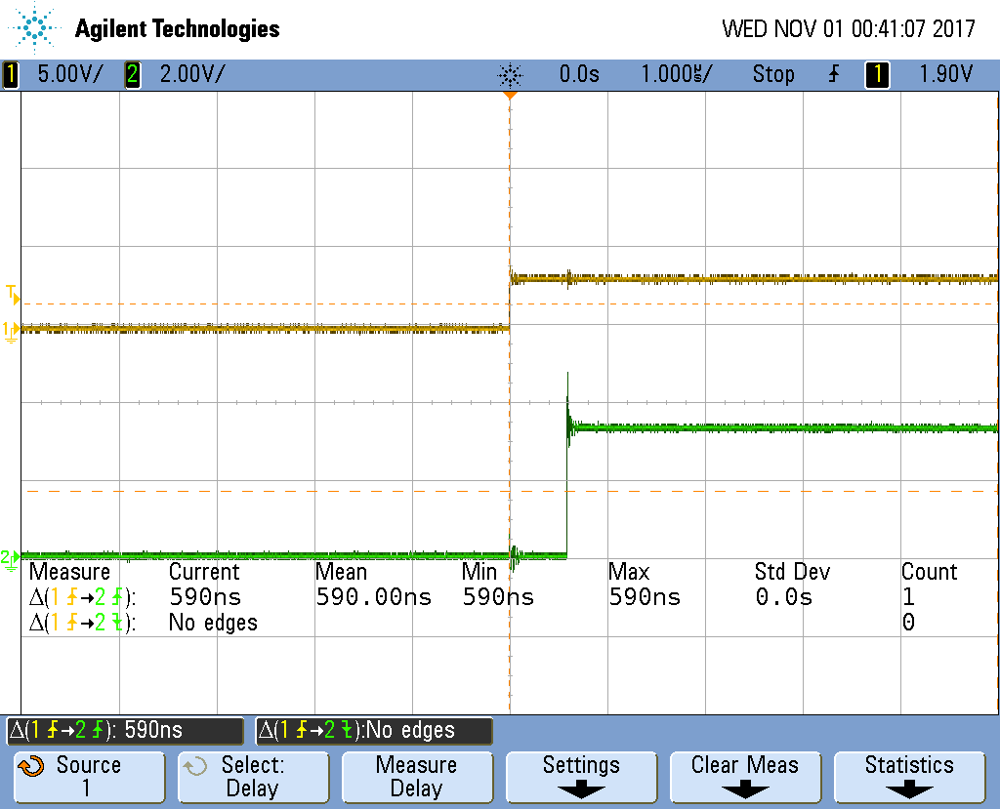 Agilent Technologies
WED NOV 01 00:41:07 2017
1 5.00V/ 2 2.00V/ 0.0s 1.000µs/ Stop 1 1.90V
T
1
2
Measure Current Mean Min Max Std Dev Count
Δ(1→2): 590ns 590.00ns 590ns 590ns 0.0s 1
Δ(1→2): No edges 0
Δ(1→2): 590ns Δ(1→2):No edges
Source 1
Select: Delay
Measure Delay
Settings
Clear Meas
Statistics